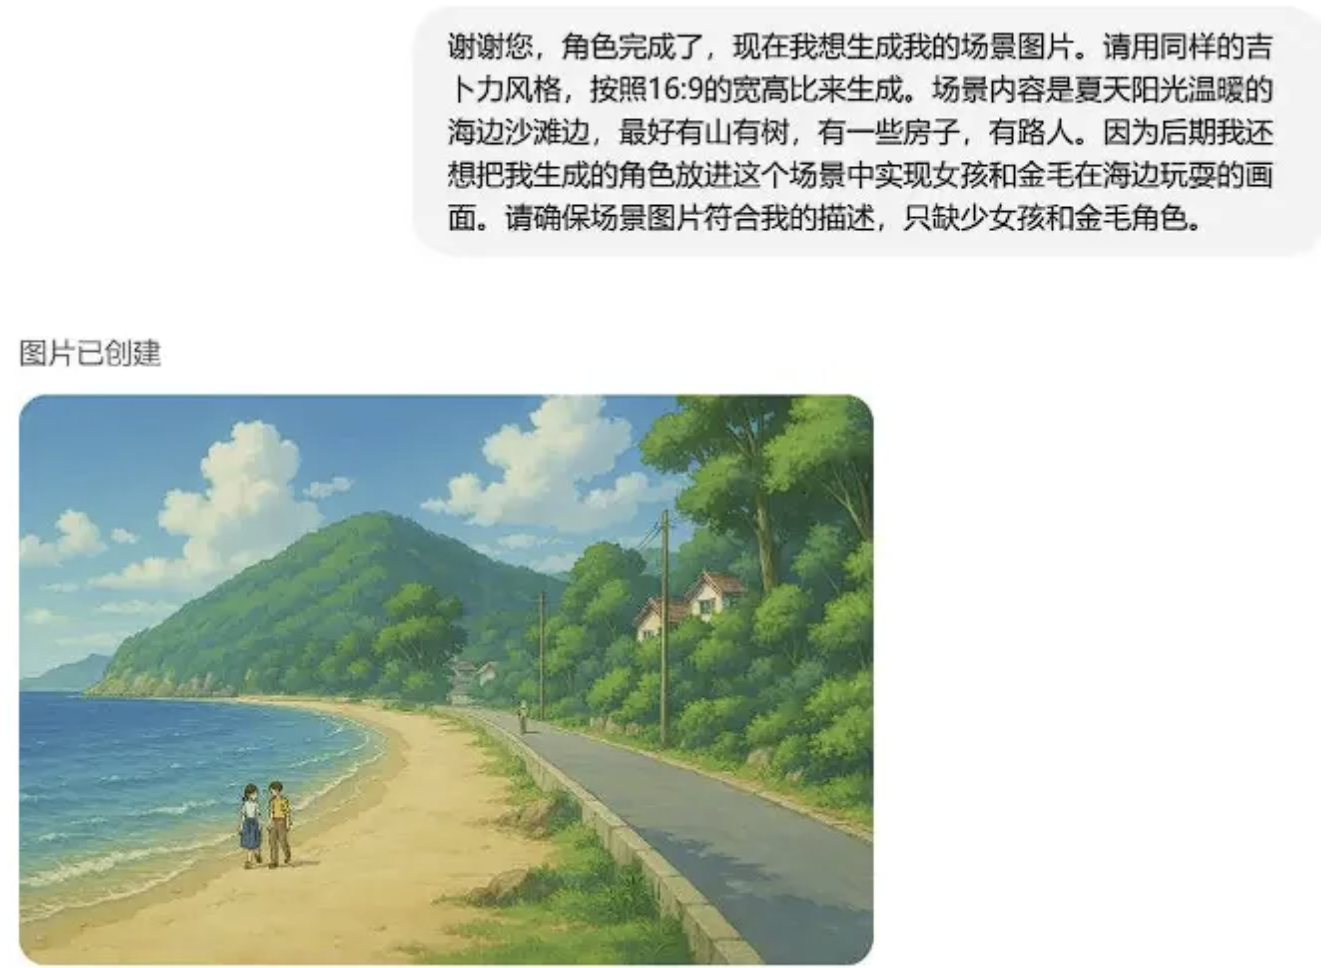 谢谢您，角色完成了，现在我想生成我的场景图片。请用同样的吉
卜力风格，按照16:9的宽高比来生成。场景内容是夏天阳光温暖的
海边沙滩边，最好有山有树，有一些房子，有路人。因为后期我还
想把我生成的角色放进这个场景中实现女孩和金毛在海边玩耍的画
面。请确保场景图片符合我的描述，只缺少女孩和金毛角色。
图片已创建